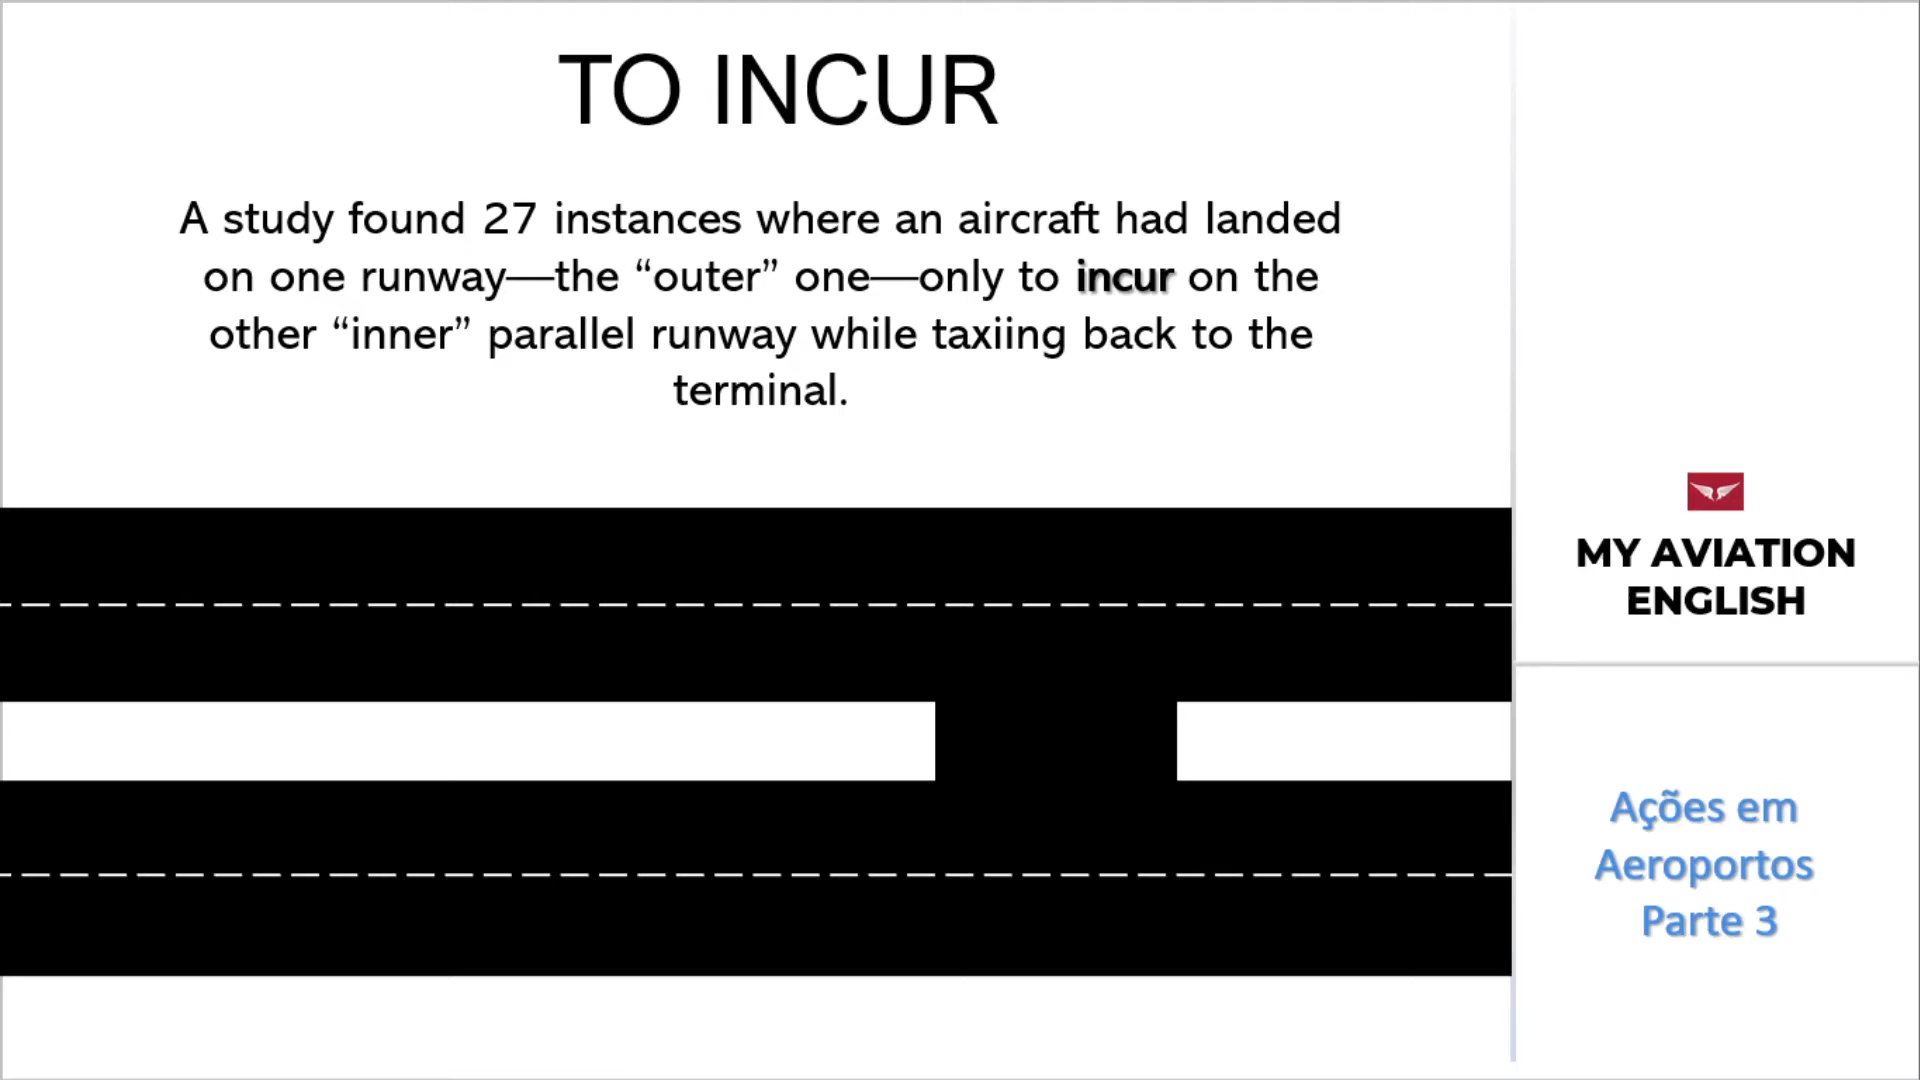 TO INCUR
A study found 27 instances where an aircraft had landed
on one runway—the “outer” one—only to incur on the
other “inner” parallel runway while taxiing back to the
terminal.
MY AVIATION
ENGLISH
Ações em
Aeroportos
Parte 3